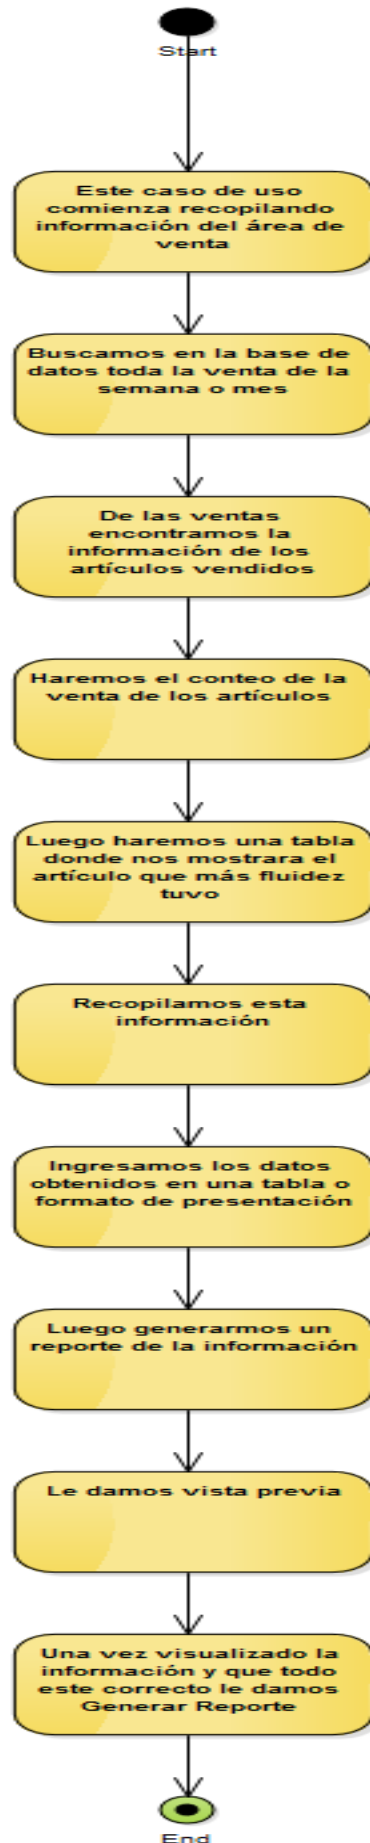 Start
Este caso de uso
comienza recopilando
información del área de
venta
Buscamos en la base de
datos toda la venta de la
semana o mes
De las ventas
encontramos la
información de los
artículos vendidos
Haremos el conteo de la
venta de los artículos
Luego haremos una tabla
donde nos mostrara el
artículo que más fluidez
tuvo
Recopilamos esta
información
Ingresamos los datos
obtenidos en una tabla o
formato de presentación
Luego generarmos un
reporte de la información
Le damos vista previa
Una vez visualizado la
información y que todo
este correcto le damos
Generar Reporte
End